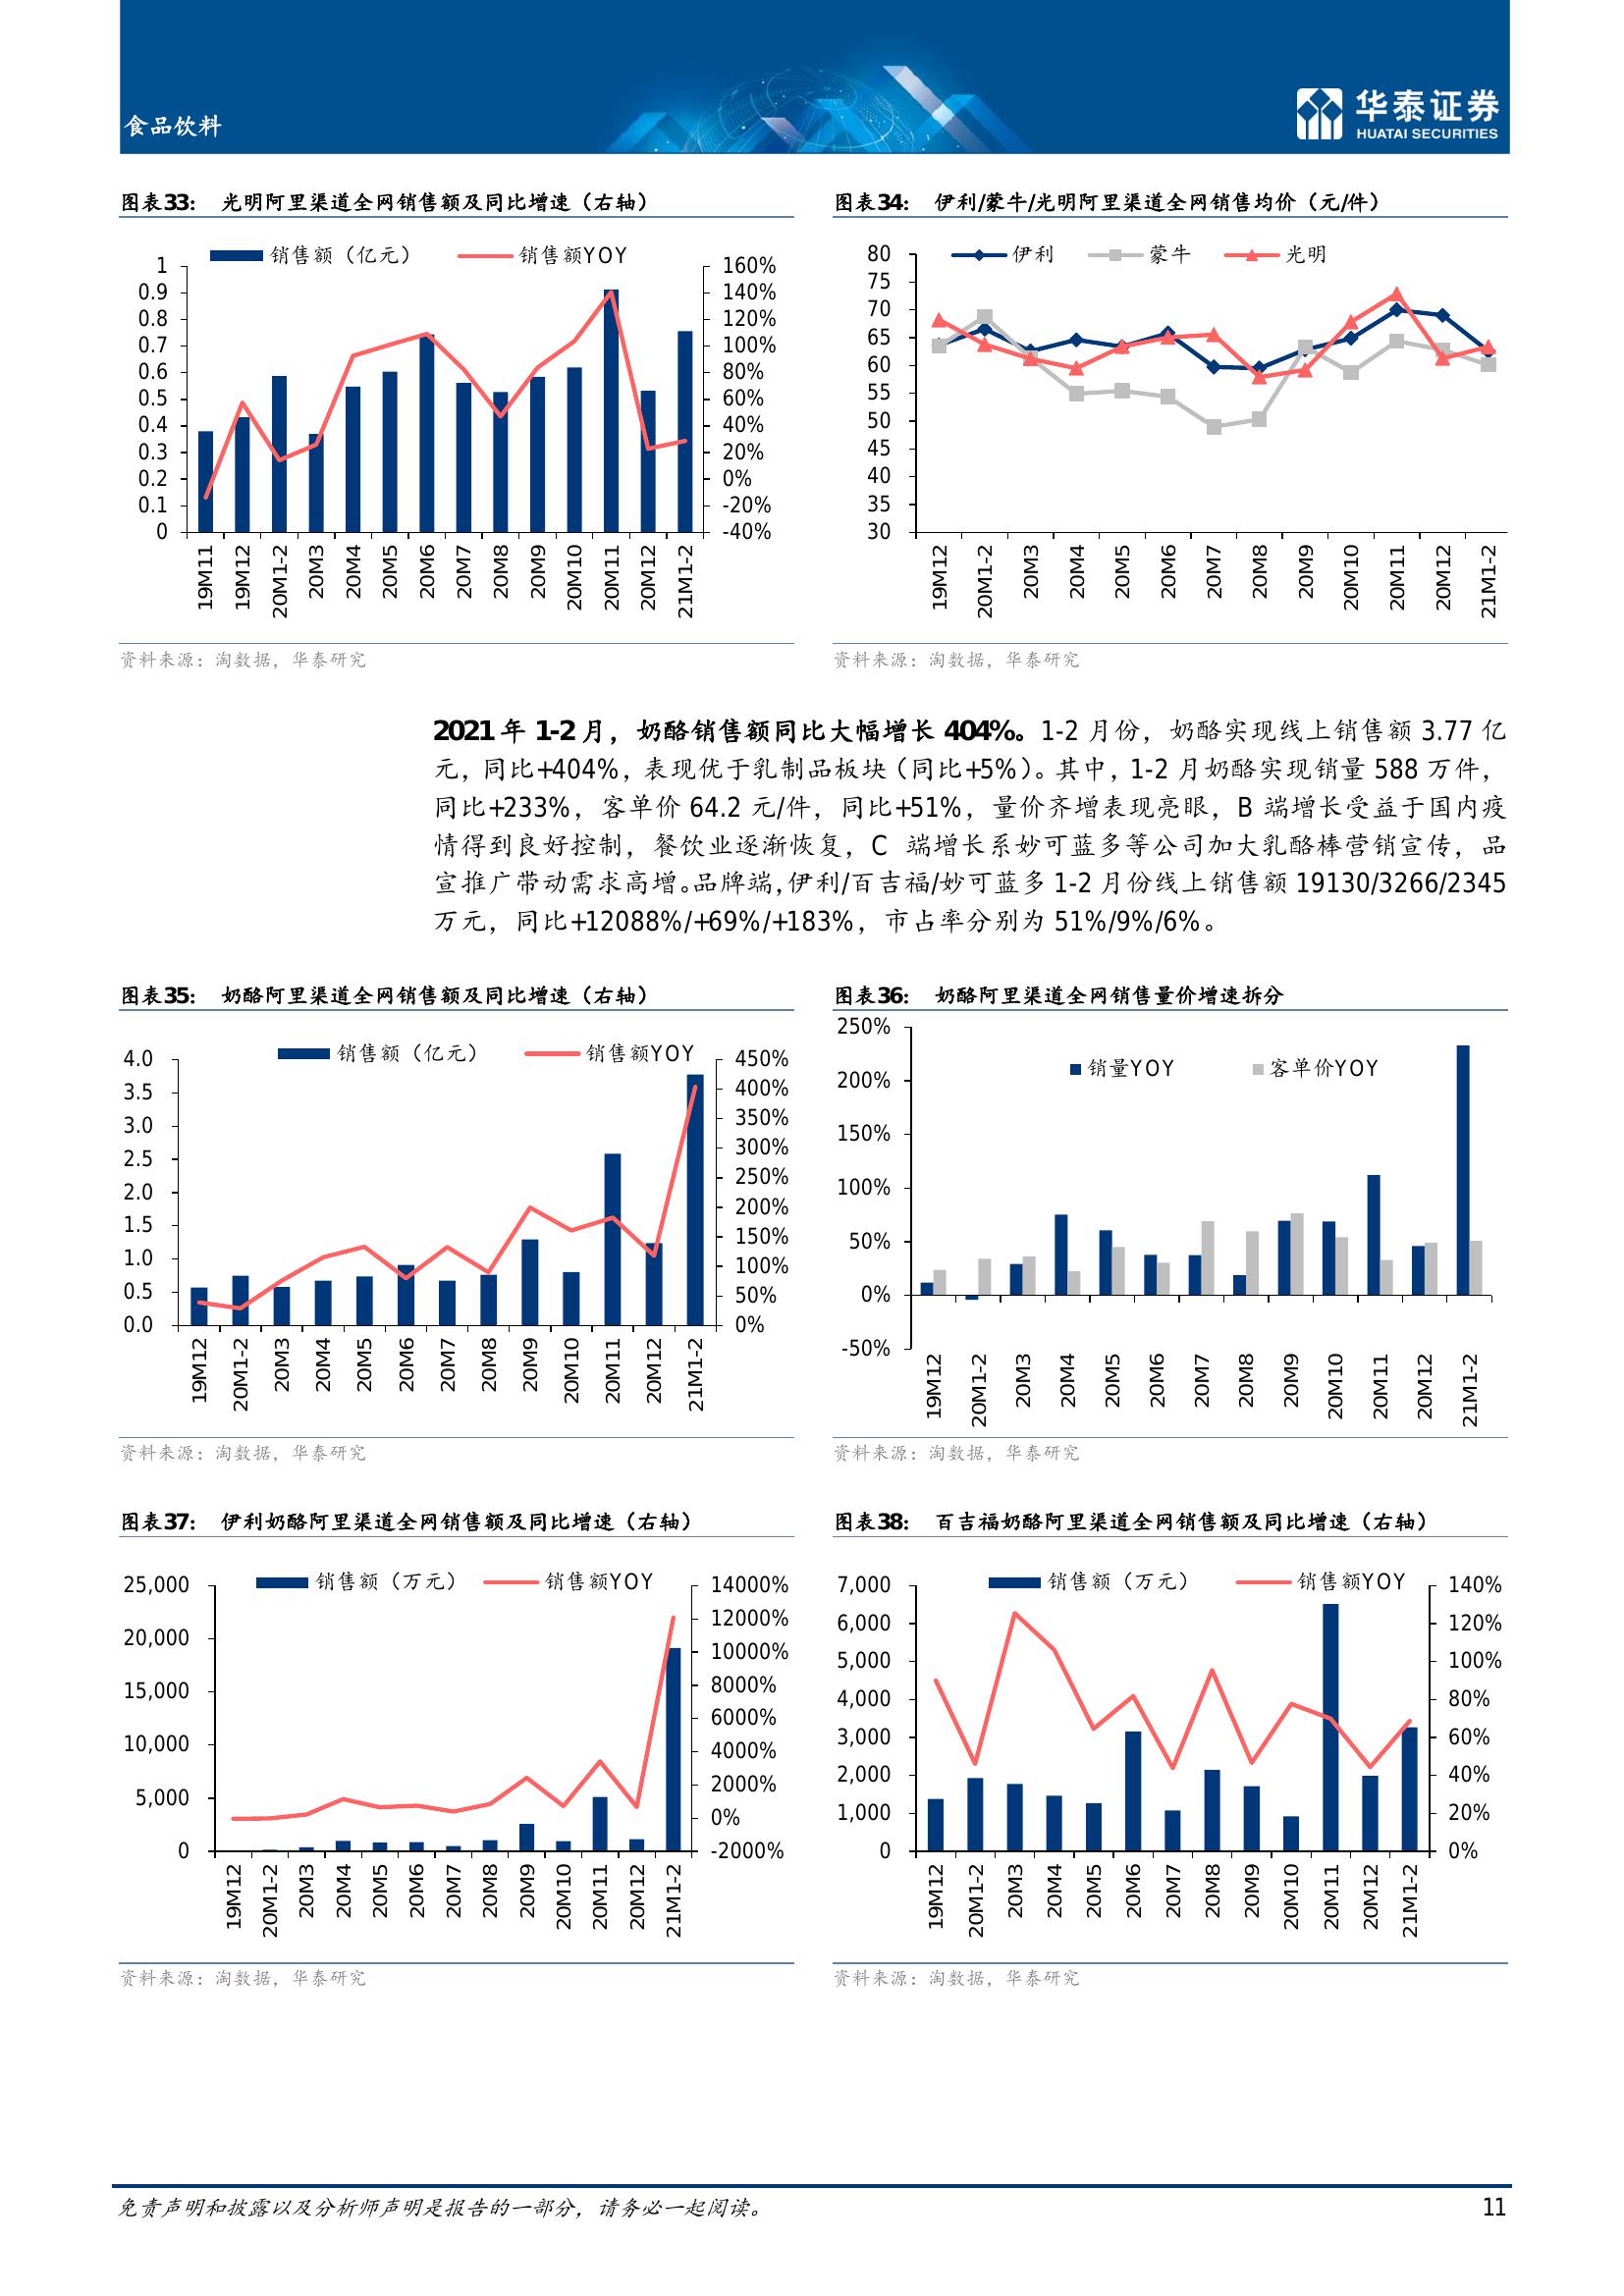 食品饮料
华泰证券
HUATAI SECURITIES
图表33： 光明阿里渠道全网销售额及同比增速（右轴）
销售额（亿元） 销售额YOY
1
0.9
0.8
0.7
0.6
0.5
0.4
0.3
0.2
0.1
0
160%
140%
120%
100%
80%
60%
40%
20%
0%
-20%
-40%
19M11
19M12
20M1-2
20M3
20M4
20M5
20M6
20M7
20M8
20M9
20M10
20M11
20M12
21M1-2
资料来源：淘数据，华泰研究
图表34： 伊利/蒙牛/光明阿里渠道全网销售均价（元/件）
伊利 蒙牛 光明
80
75
70
65
60
55
50
45
40
35
30
19M12
20M1-2
20M3
20M4
20M5
20M6
20M7
20M8
20M9
20M10
20M11
20M12
21M1-2
资料来源：淘数据，华泰研究
2021 年 1-2 月，奶酪销售额同比大幅增长 404%。1-2 月份，奶酪实现线上销售额 3.77 亿
元，同比+404%，表现优于乳制品板块（同比+5%）。其中，1-2 月奶酪实现销量 588 万件，
同比+233%，客单价 64.2 元/件，同比+51%，量价齐增表现亮眼，B 端增长受益于国内疫
情得到良好控制，餐饮业逐渐恢复，C 端增长系妙可蓝多等公司加大乳酪棒营销宣传，品
宣推广带动需求高增。品牌端，伊利/百吉福/妙可蓝多 1-2 月份线上销售额 19130/3266/2345
万元，同比+12088%/+69%/+183%，市占率分别为 51%/9%/6%。
图表35： 奶酪阿里渠道全网销售额及同比增速（右轴）
销售额（亿元） 销售额YOY
4.0
3.5
3.0
2.5
2.0
1.5
1.0
0.5
0.0
450%
400%
350%
300%
250%
200%
150%
100%
50%
0%
19M12
20M1-2
20M3
20M4
20M5
20M6
20M7
20M8
20M9
20M10
20M11
20M12
21M1-2
资料来源：淘数据，华泰研究
图表36： 奶酪阿里渠道全网销售量价增速拆分
销量YOY 客单价YOY
250%
200%
150%
100%
50%
0%
-50%
19M12
20M1-2
20M3
20M4
20M5
20M6
20M7
20M8
20M9
20M10
20M11
20M12
21M1-2
资料来源：淘数据，华泰研究
图表37： 伊利奶酪阿里渠道全网销售额及同比增速（右轴）
销售额（万元） 销售额YOY
25,000
20,000
15,000
10,000
5,000
0
14000%
12000%
10000%
8000%
6000%
4000%
2000%
0%
-2000%
19M12
20M1-2
20M3
20M4
20M5
20M6
20M7
20M8
20M9
20M10
20M11
20M12
21M1-2
资料来源：淘数据，华泰研究
图表38： 百吉福奶酪阿里渠道全网销售额及同比增速（右轴）
销售额（万元） 销售额YOY
7,000
6,000
5,000
4,000
3,000
2,000
1,000
0
140%
120%
100%
80%
60%
40%
20%
0%
19M12
20M1-2
20M3
20M4
20M5
20M6
20M7
20M8
20M9
20M10
20M11
20M12
21M1-2
资料来源：淘数据，华泰研究
免责声明和披露以及分析师声明是报告的一部分，请务必一起阅读。
11